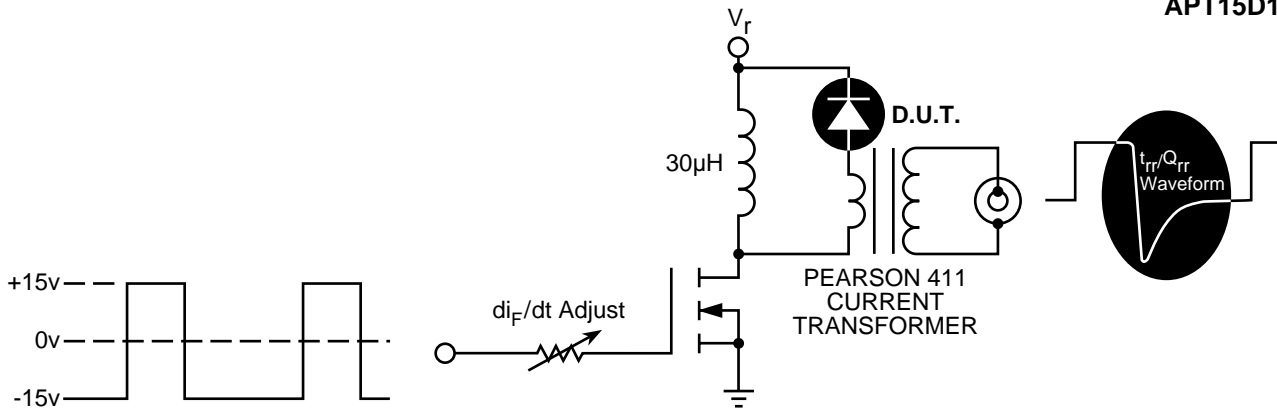 APT15D1
Vr
D.U.T.
30µH
trr/Qrr
Waveform
PEARSON 411
CURRENT
TRANSFORMER
+15v
diF/dt Adjust
0v
-15v